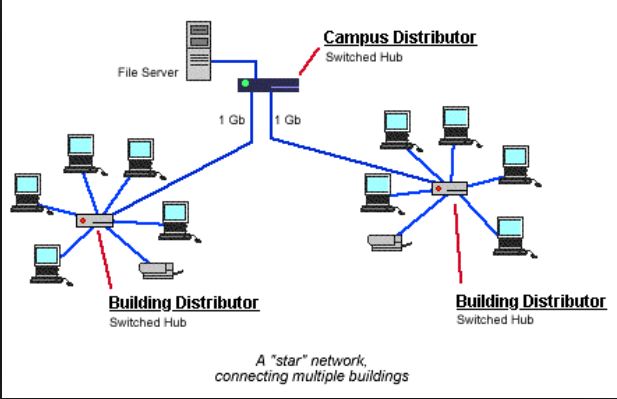 Campus Distributor
Switched Hub
File Server
1 Gb
1 Gb
Building Distributor
Switched Hub
Building Distributor
Switched Hub
A "star" network,
connecting multiple buildings